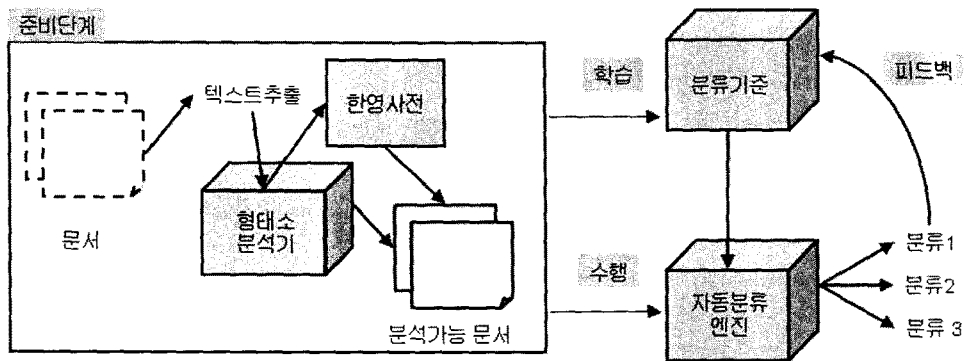 준비단계
텍스트추출
한영사전
문서
형태소
분석기
분석가능 문서
학습
수행
분류기준
피드백
자동분류
엔진
분류1
분류2
분류 3